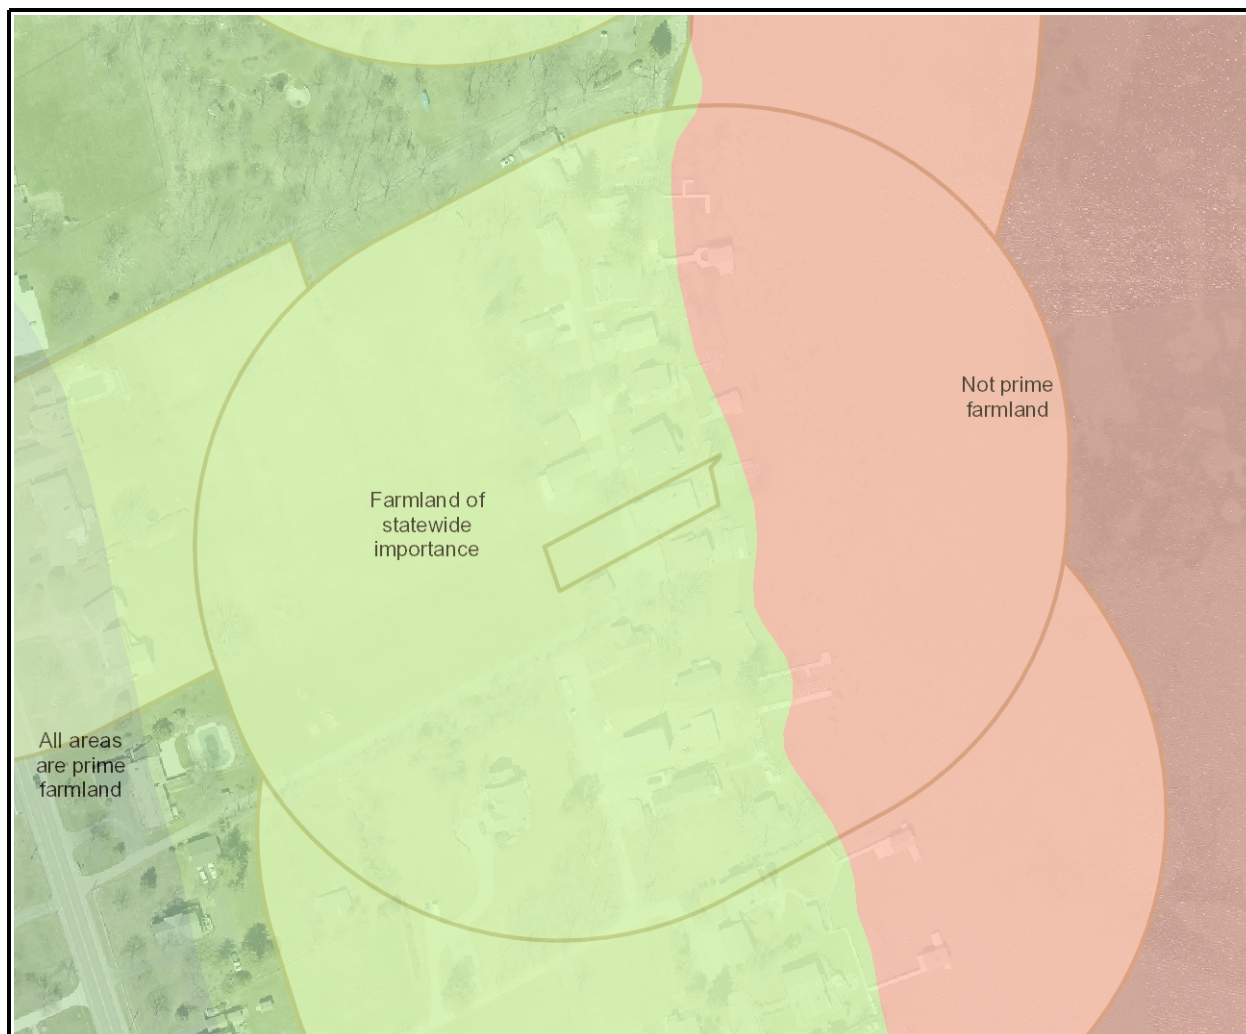 Not prime
farmland
Farmland of
statewide
importance
All areas
are prime
farmland